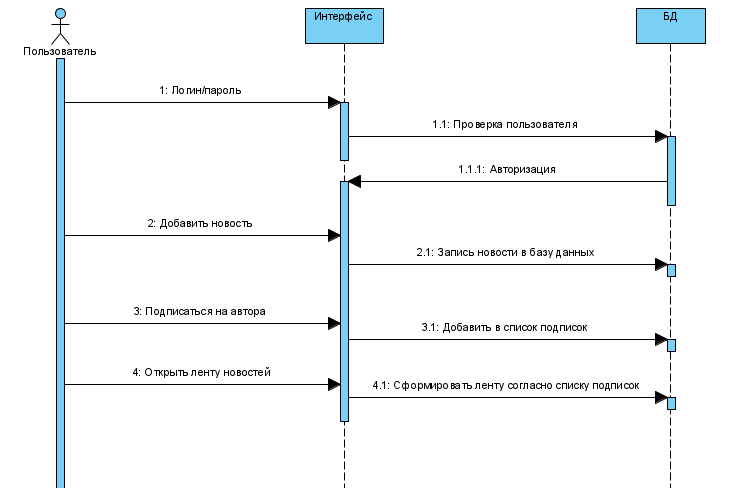 Интерфейс
БД
Пользователь
1: Логин/пароль
1.1: Проверка пользователя
1.1.1: Авторизация
2: Добавить новость
2.1: Запись новости в базу данных
3: Подписаться на автора
3.1: Добавить в список подписок
4: Открыть ленту новостей
4.1: Сформировать ленту согласно списку подписок